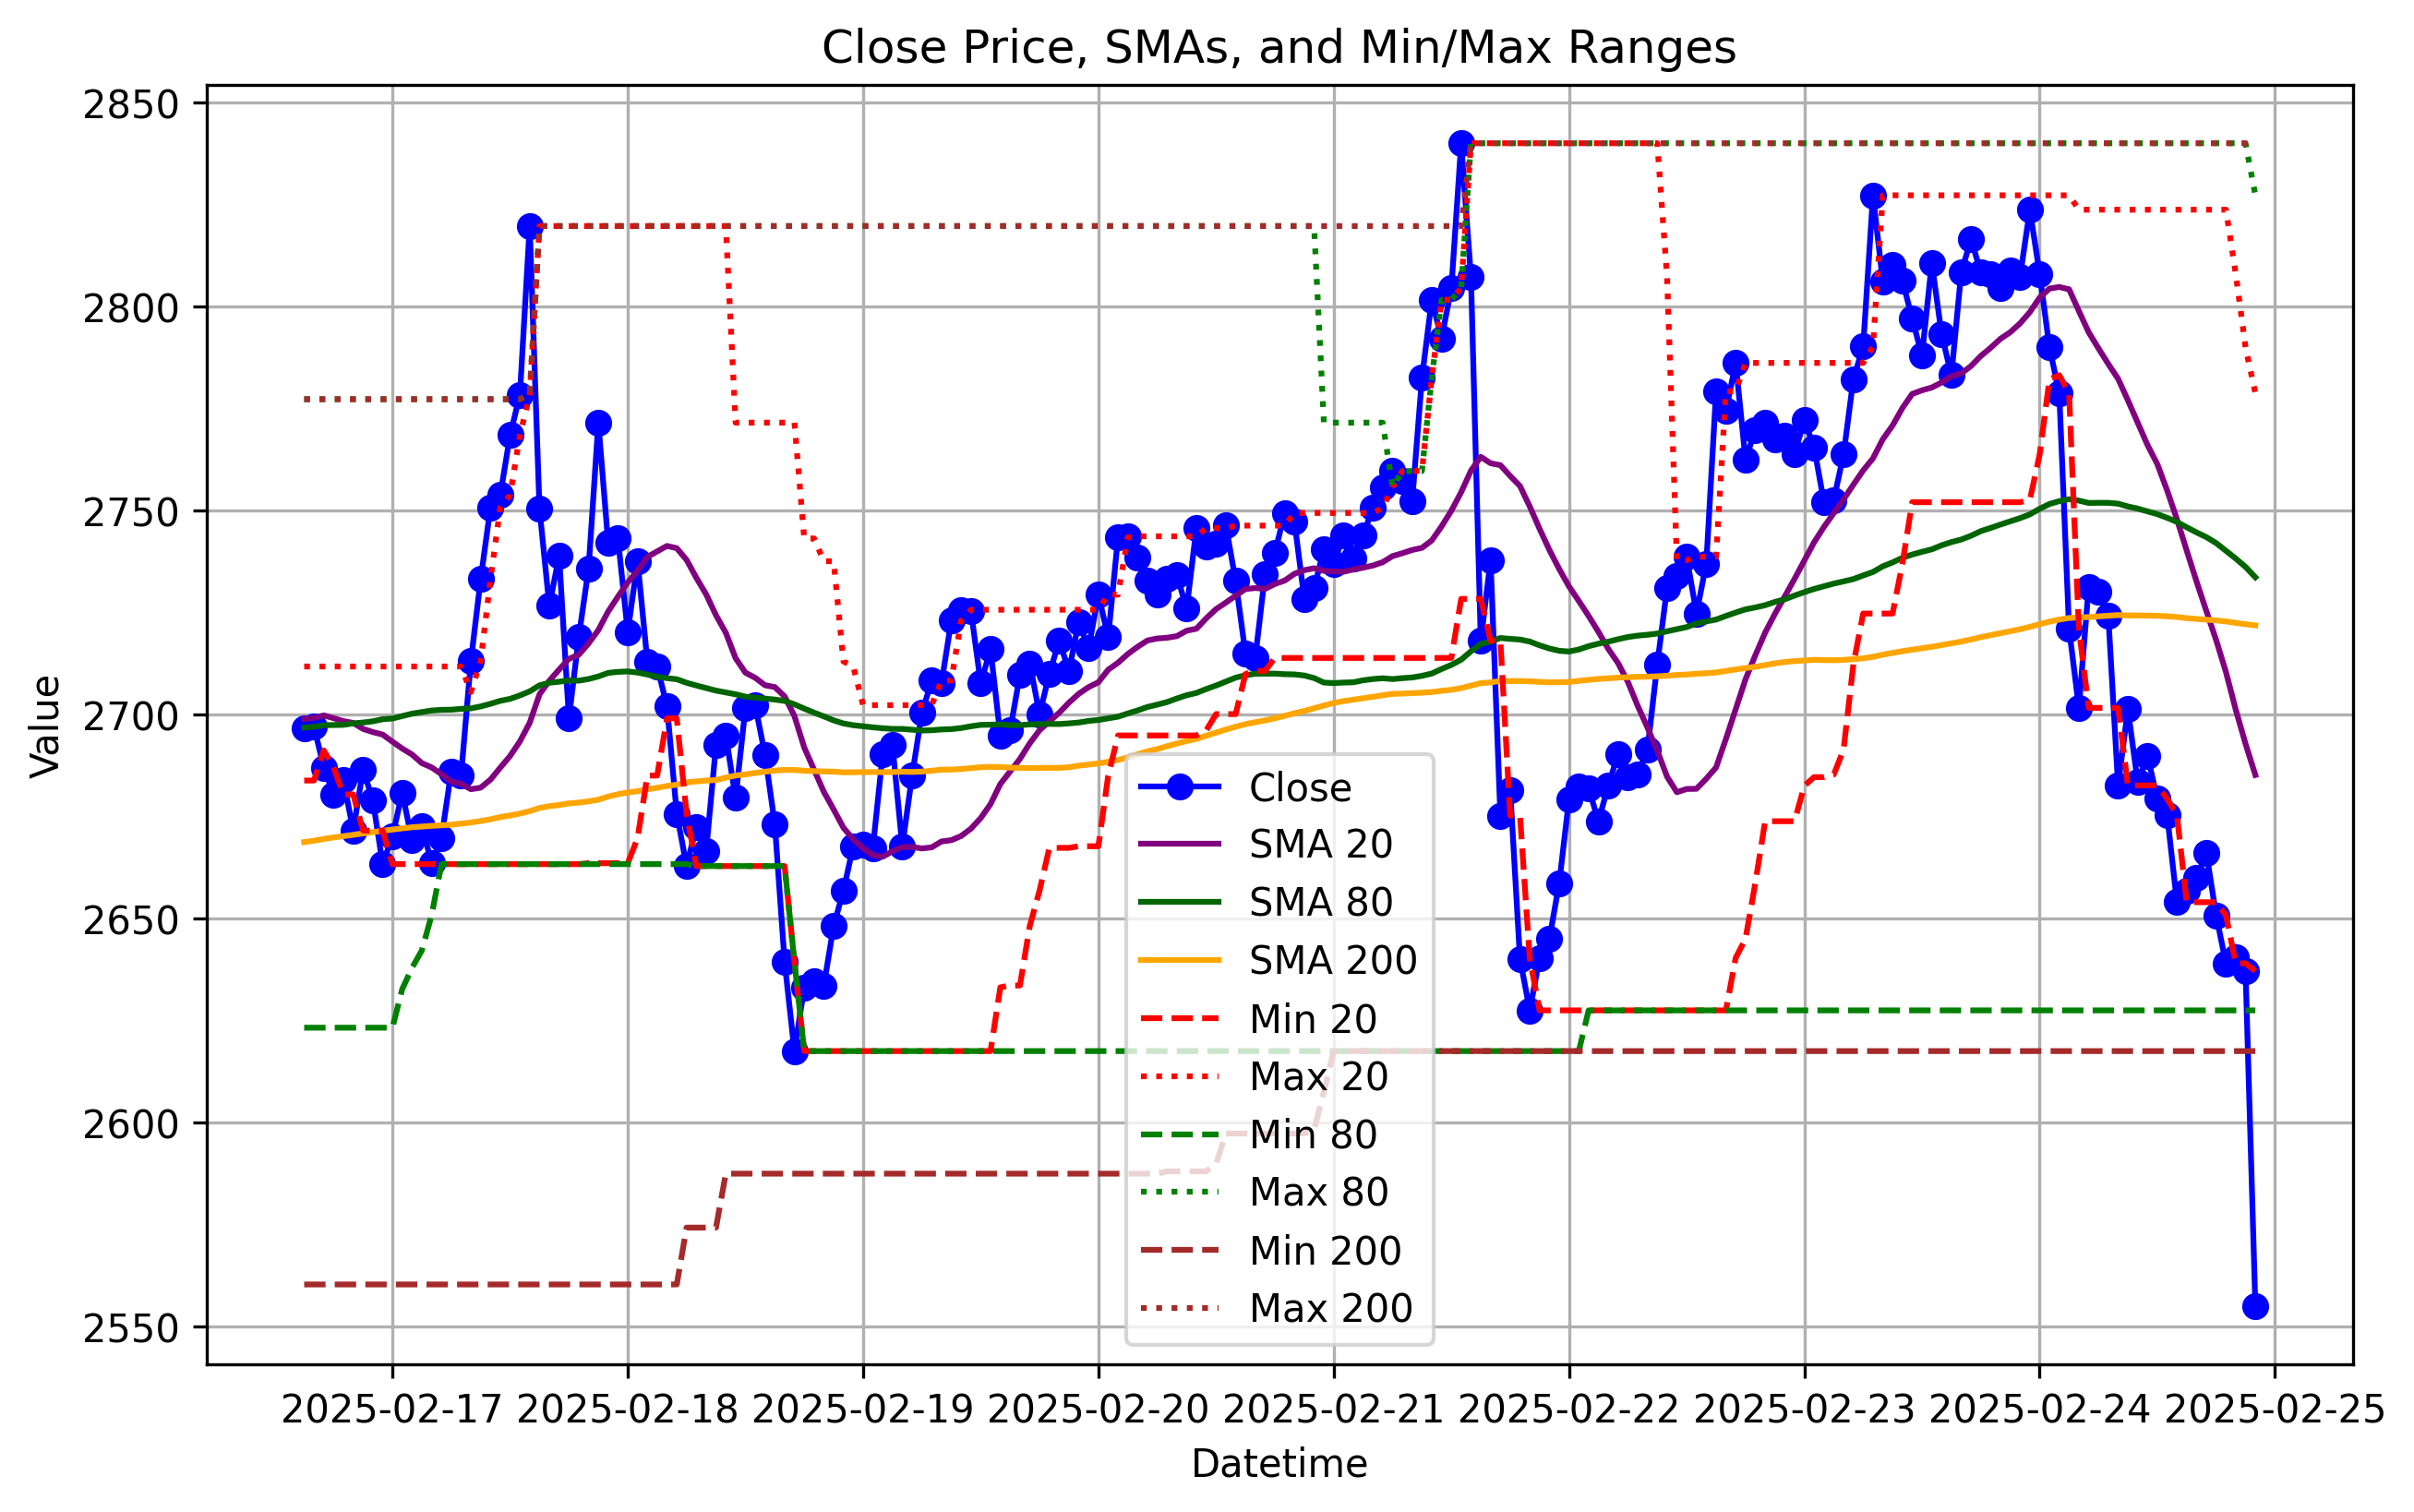 Close Price, SMAs, and Min/Max Ranges
2850
2800
2750
2700
2650
2600
2550
Value
Close
SMA 20
SMA 80
SMA 200
Min 20
Max 20
Min 80
Max 80
Min 200
Max 200
2025-02-17 2025-02-18 2025-02-19 2025-02-20 2025-02-21 2025-02-22 2025-02-23 2025-02-24 2025-02-25
Datetime